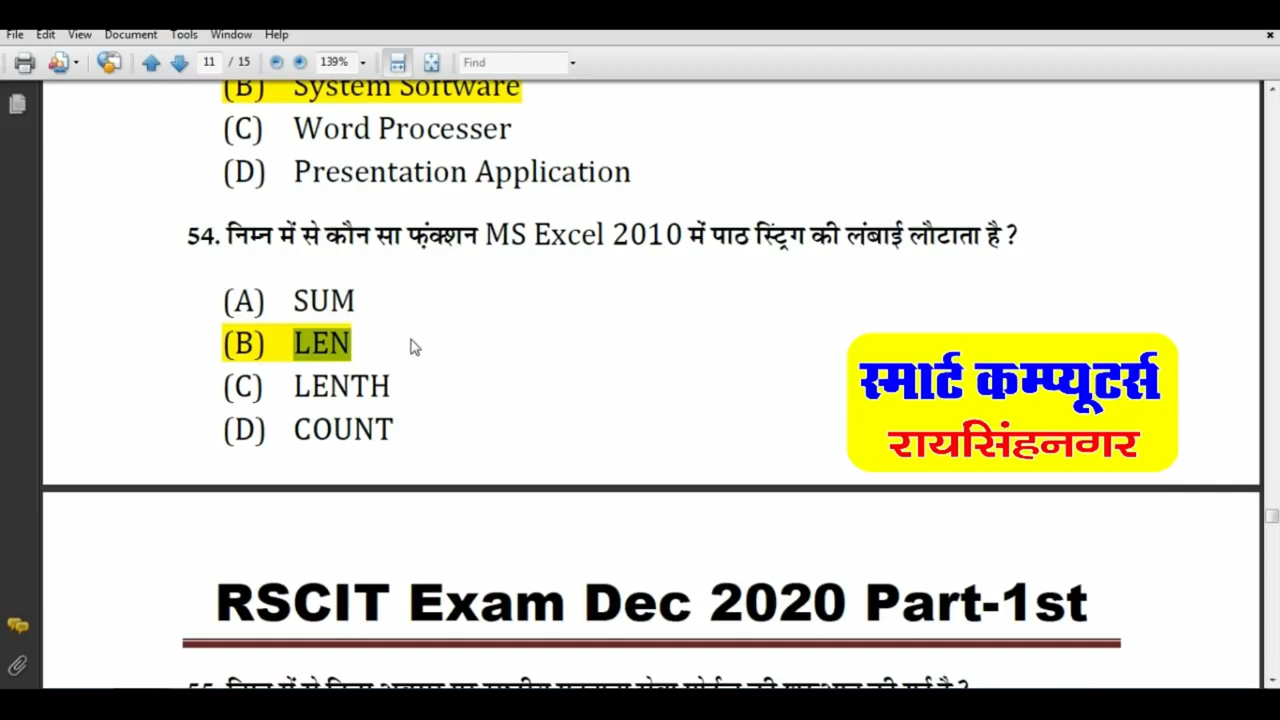 File Edit View Document Tools Window Help
11 / 15 139% Find
(B) System Software
(C) Word Processer
(D) Presentation Application
54. निम्न में से कौन सा फ़ंक्शन MS Excel 2010 में पाठ स्ट्रिंग की लंबाई लौटाता है ?
(A) SUM
(B) LEN
(C) LENTH
(D) COUNT
स्मार्ट कम्प्यूटर्स
रायसिंहनगर
RSCIT Exam Dec 2020 Part-1st